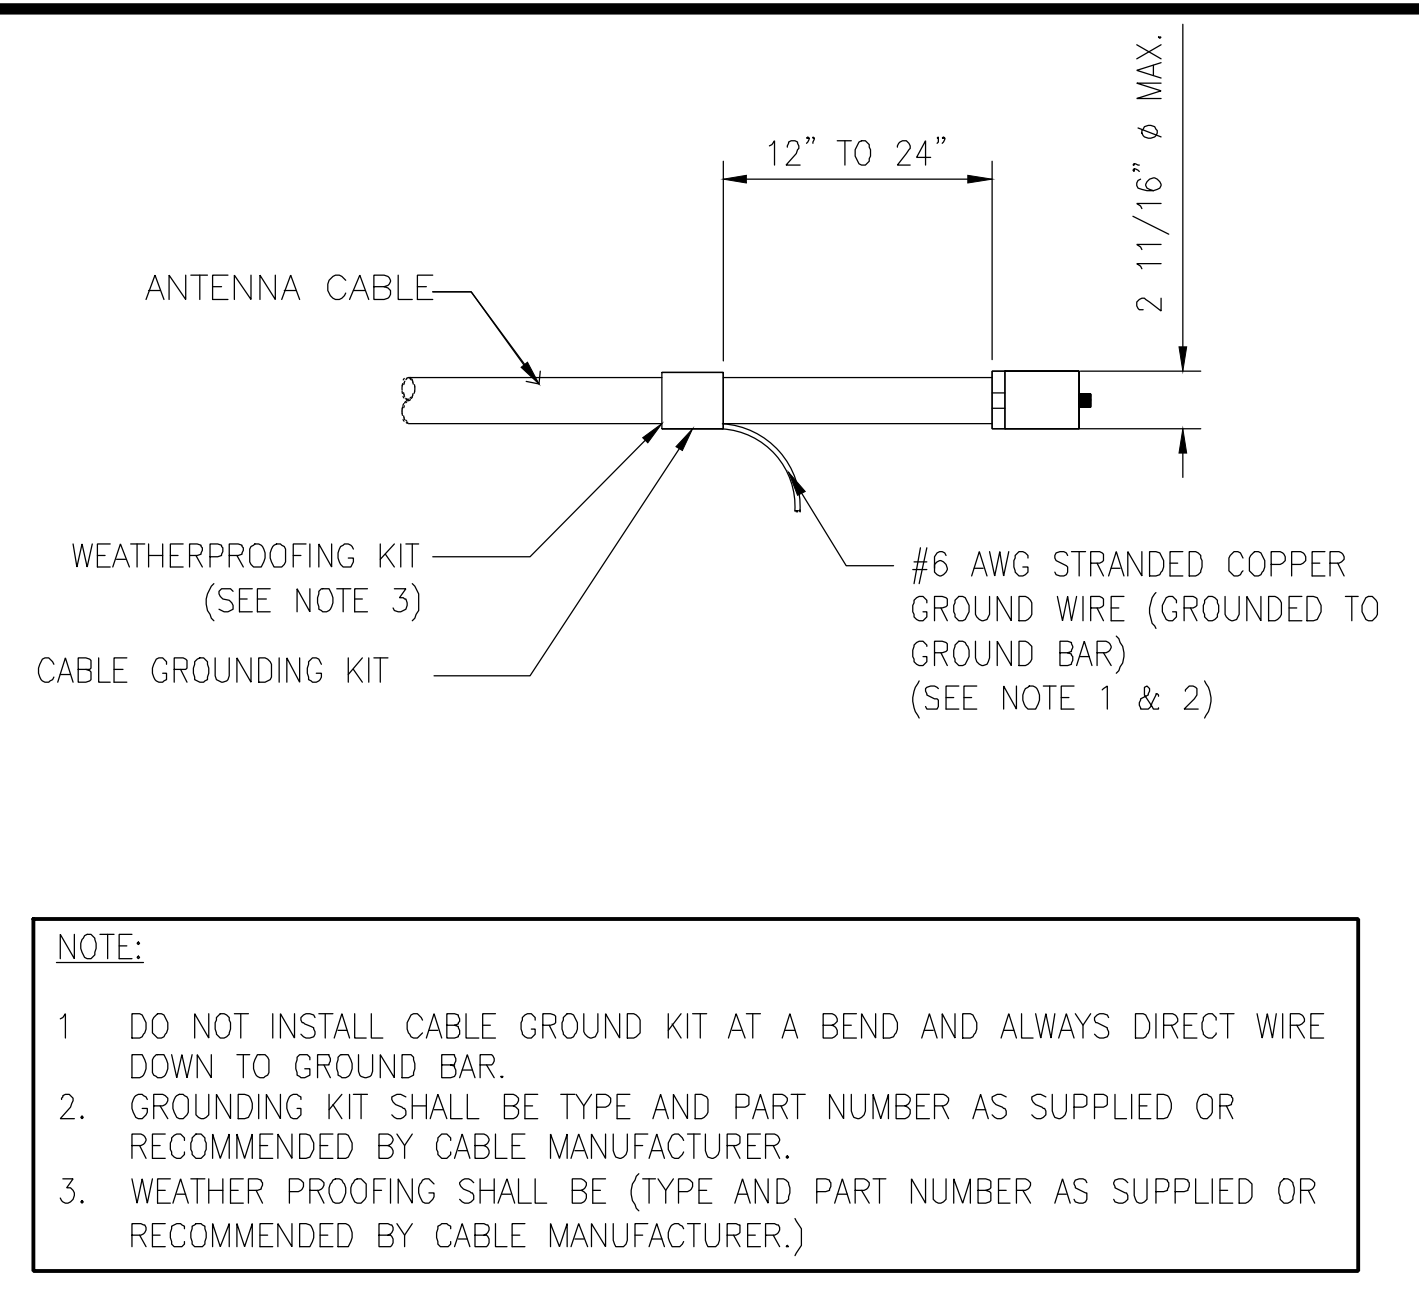 12" TO 24"
2 11/16" ø MAX.
ANTENNA CABLE
WEATHERPROOFING KIT
(SEE NOTE 3)
CABLE GROUNDING KIT
#6 AWG STRANDED COPPER
GROUND WIRE (GROUNDED TO
GROUND BAR)
(SEE NOTE 1 & 2)
NOTE:
1 DO NOT INSTALL CABLE GROUND KIT AT A BEND AND ALWAYS DIRECT WIRE
DOWN TO GROUND BAR.
2. GROUNDING KIT SHALL BE TYPE AND PART NUMBER AS SUPPLIED OR
RECOMMENDED BY CABLE MANUFACTURER.
3. WEATHER PROOFING SHALL BE (TYPE AND PART NUMBER AS SUPPLIED OR
RECOMMENDED BY CABLE MANUFACTURER.)